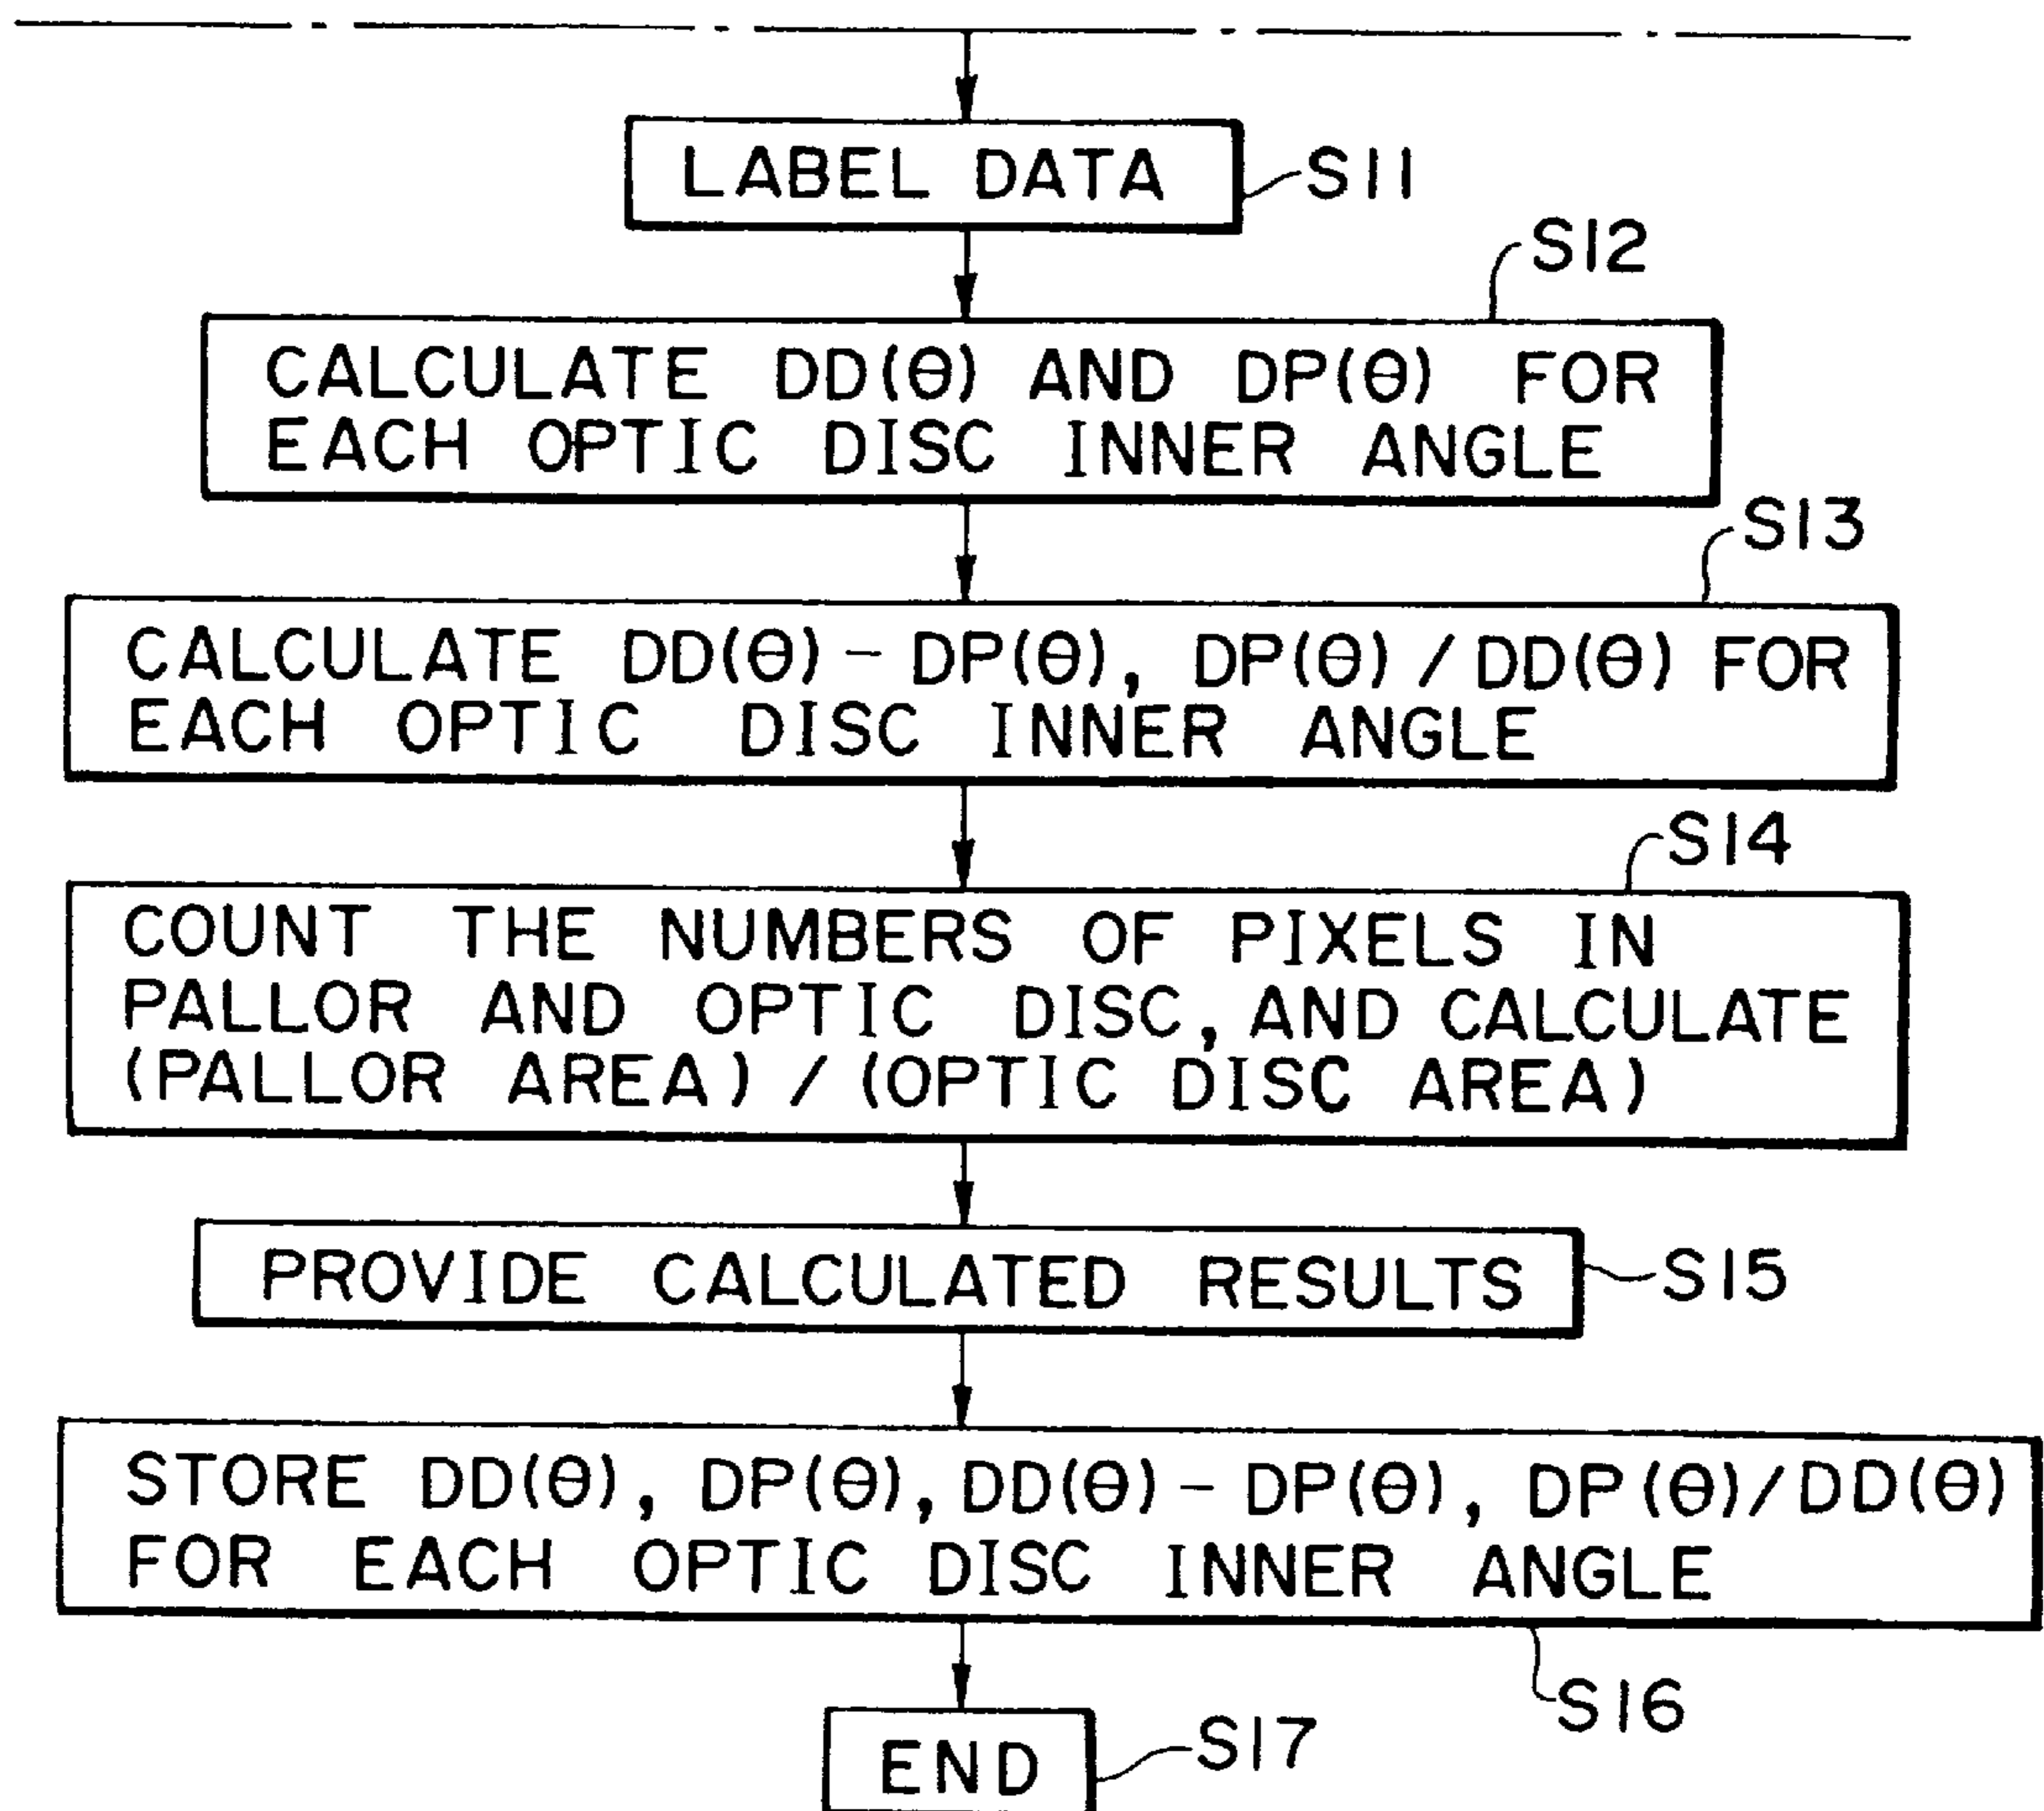 LABEL DATA
S11
S12
CALCULATE DD(θ) AND DP(θ) FOR
EACH OPTIC DISC INNER ANGLE
S13
CALCULATE DD(θ) - DP(θ), DP(θ) / DD(θ) FOR
EACH OPTIC DISC INNER ANGLE
S14
COUNT THE NUMBERS OF PIXELS IN
PALLOR AND OPTIC DISC, AND CALCULATE
(PALLOR AREA) / (OPTIC DISC AREA)
PROVIDE CALCULATED RESULTS
S15
STORE DD(θ), DP(θ), DD(θ) - DP(θ), DP(θ)/DD(θ)
FOR EACH OPTIC DISC INNER ANGLE
S16
END
S17